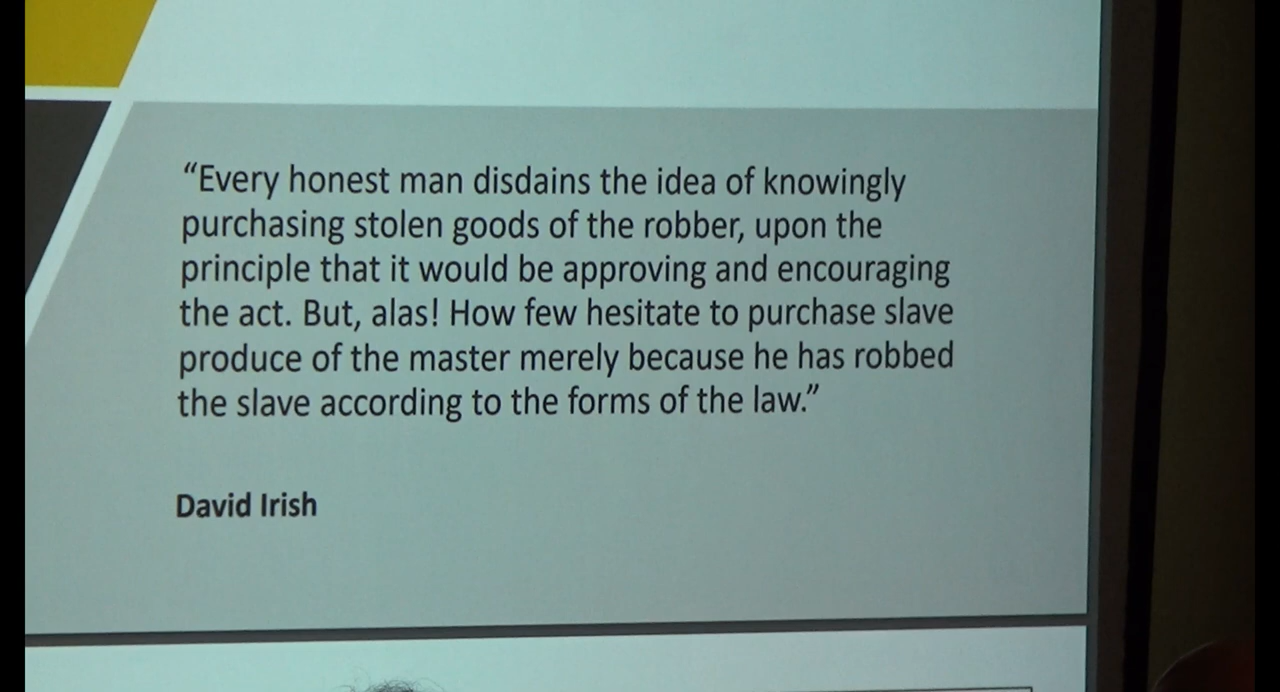 “Every honest man disdains the idea of knowingly
purchasing stolen goods of the robber, upon the
principle that it would be approving and encouraging
the act. But, alas! How few hesitate to purchase slave
produce of the master merely because he has robbed
the slave according to the forms of the law.”
David Irish